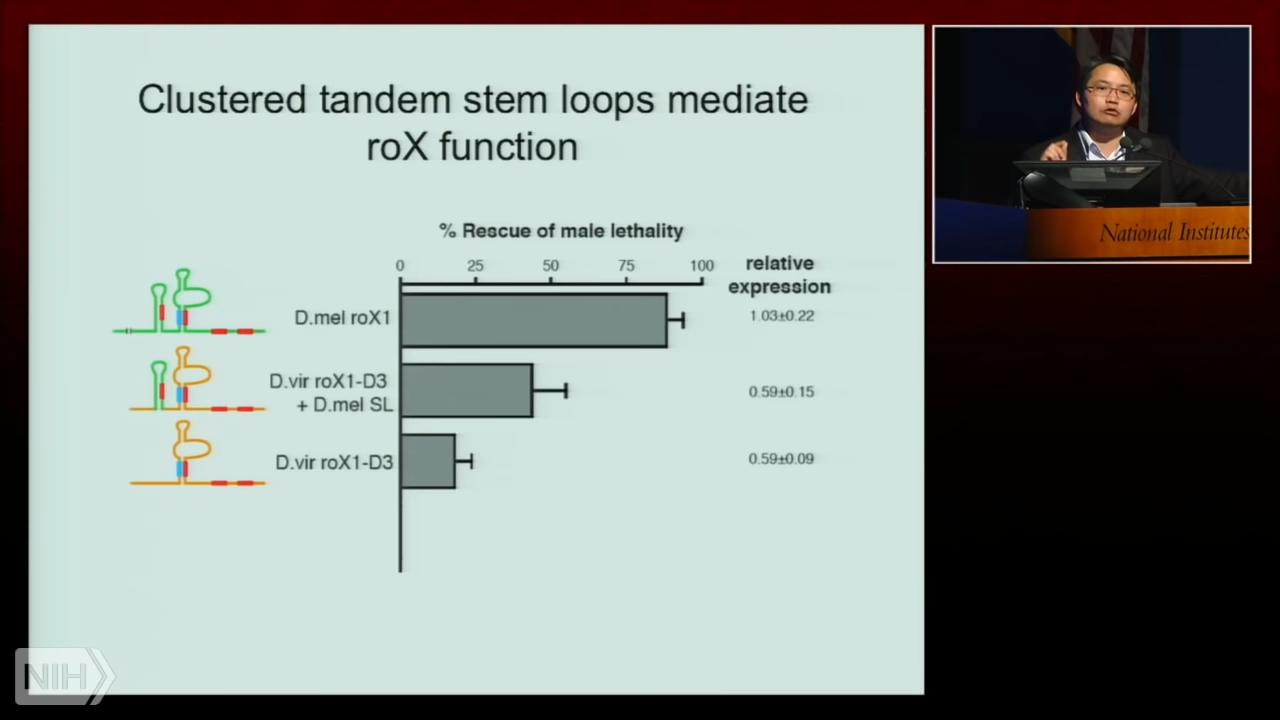 Clustered tandem stem loops mediate
roX function
% Rescue of male lethality
0 25 50 75 100
relative
expression
D.mel roX1
1.03±0.22
D.vir roX1-D3
+ D.mel SL
0.59±0.15
D.vir roX1-D3
0.59±0.09
National Institutes
NIH